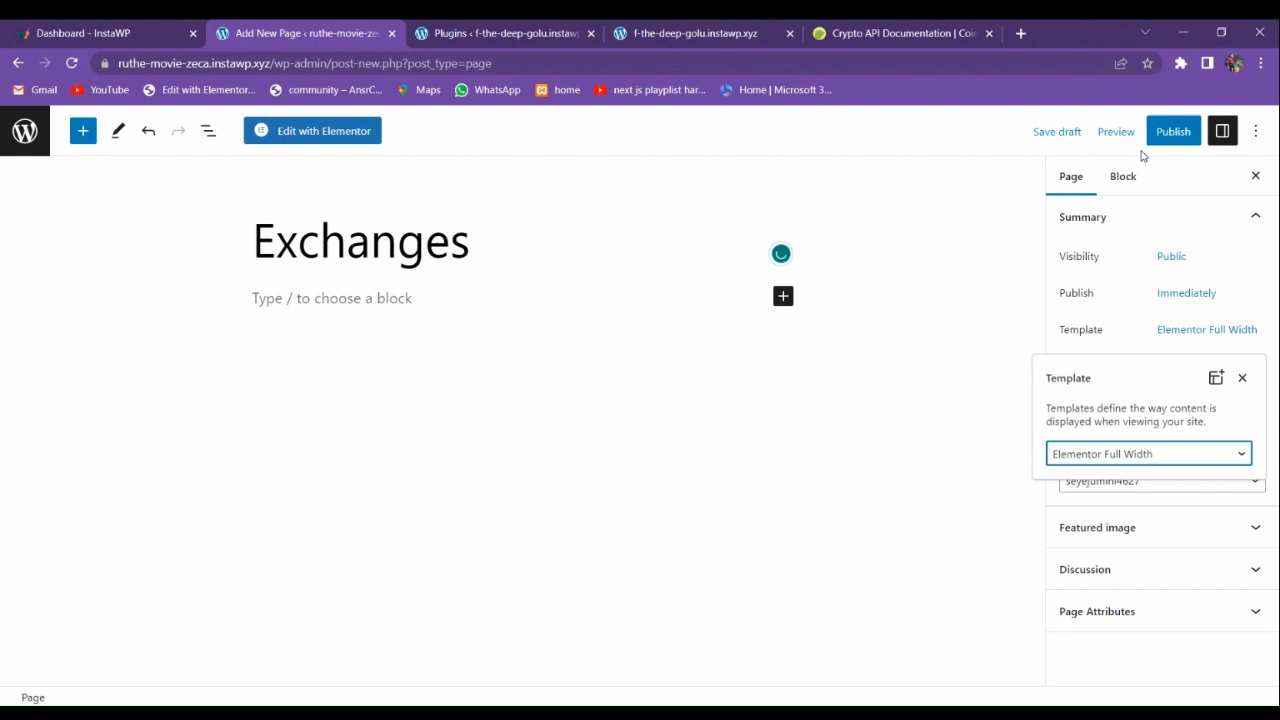 Dashboard - InstaWP
Add New Page ‹ ruthe-movie-zec
Plugins ‹ f-the-deep-golu.instaw
f-the-deep-golu.instawp.xyz
Crypto API Documentation | Coi
ruthe-movie-zeca.instawp.xyz/wp-admin/post-new.php?post_type=page
Gmail
YouTube
Edit with Elementor...
community – AnsrC...
Maps
WhatsApp
home
next js playlist har...
Home | Microsoft 3...
Edit with Elementor
Save draft
Preview
Publish
Page
Block
Exchanges
Type / to choose a block
Summary
Visibility
Public
Publish
Immediately
Template
Elementor Full Width
Template
Templates define the way content is
displayed when viewing your site.
Elementor Full Width
seyejumini4627
Featured image
Discussion
Page Attributes
Page